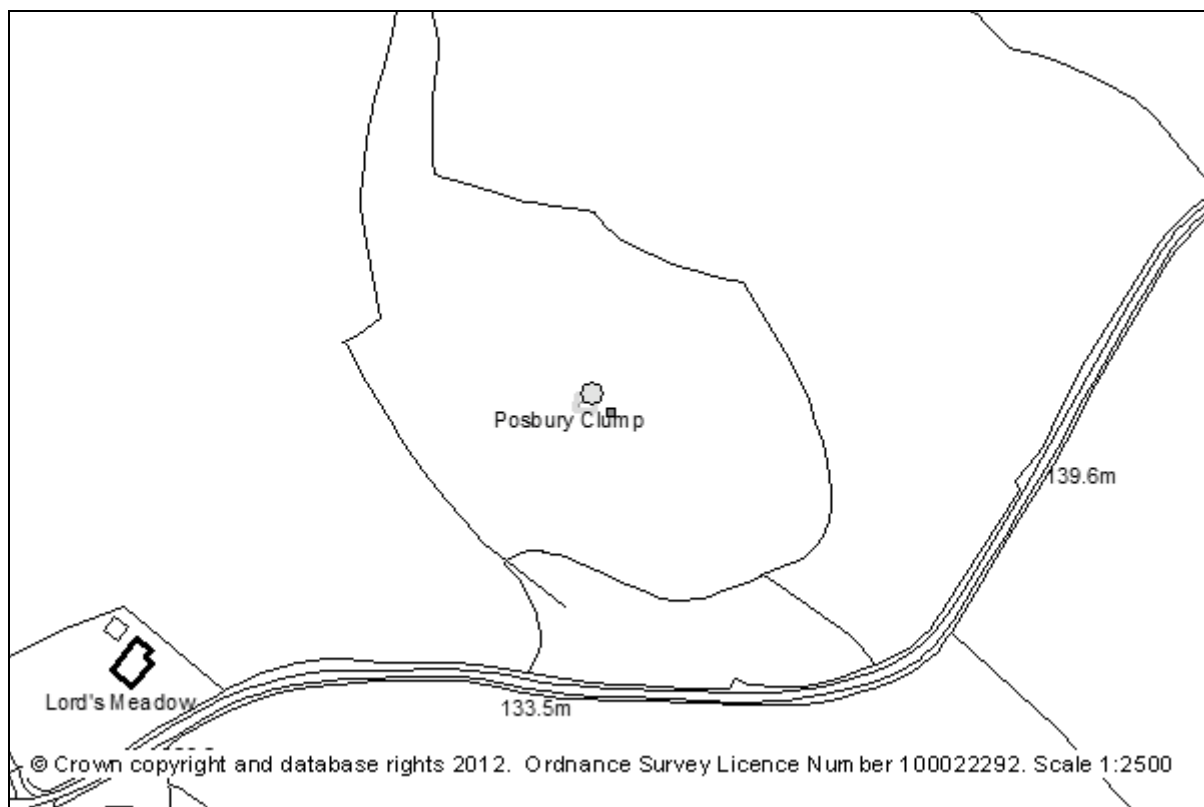 Posbury Clump
139.6m
Lord's Meadow
133.5m
© Crown copyright and database rights 2012. Ordnance Survey Licence Number 100022292. Scale 1:2500